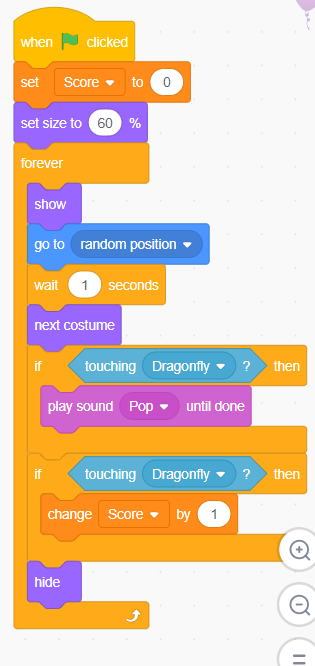 when clicked
set Score to 0
set size to 60 %
forever
show
go to random position
wait 1 seconds
next costume
if touching Dragonfly ? then
play sound Pop until done
if touching Dragonfly ? then
change Score by 1
hide